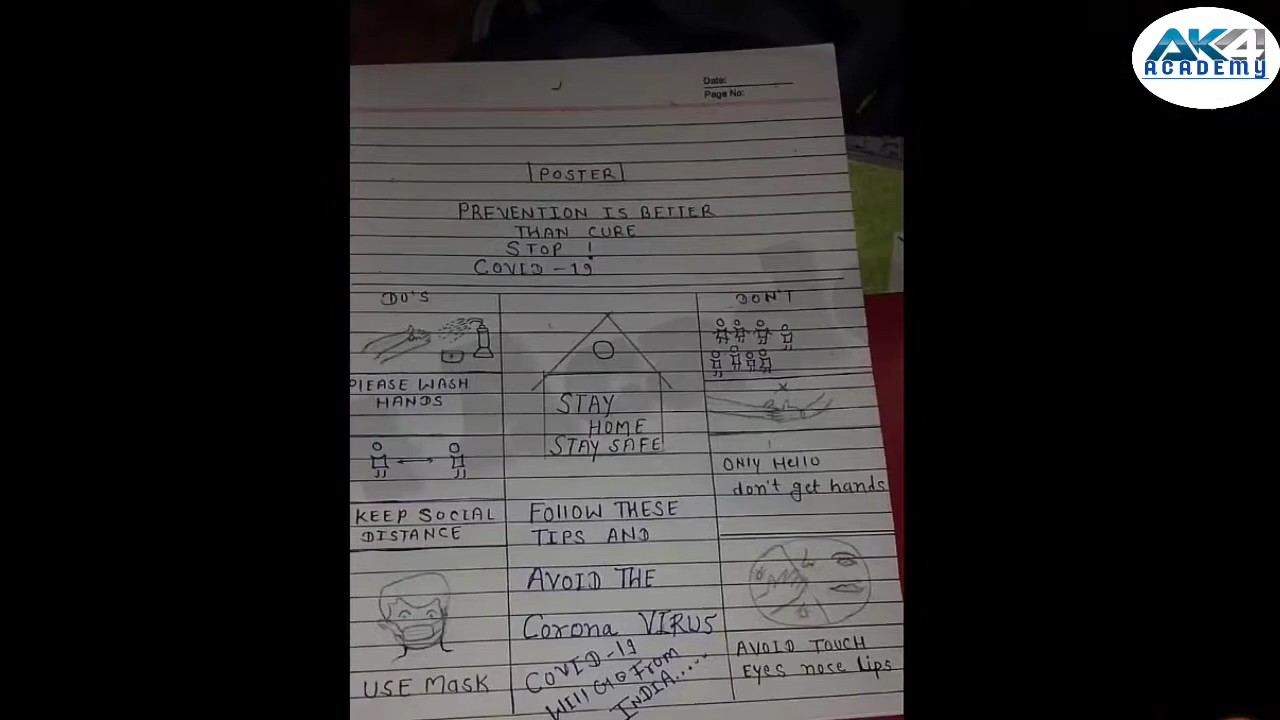 AK4
ACADEMY
Date:
Page No:
POSTER
PREVENTION IS BETTER
THAN CURE
STOP !
COVID-19
DO'S
PlEASE WASH
HANDS
KEEP SOCIAL
DISTANCE
USE MASK
STAY
HOME
STAY SAFE
FOllOW THESE
TIPS AND
AVOID THE
Corona VIRUS
COVID-19
WIll GO From
INDIA.....
DON'T
ONlY Hello
don't get hands
AVOID TOUCH
Eyes nose Lips